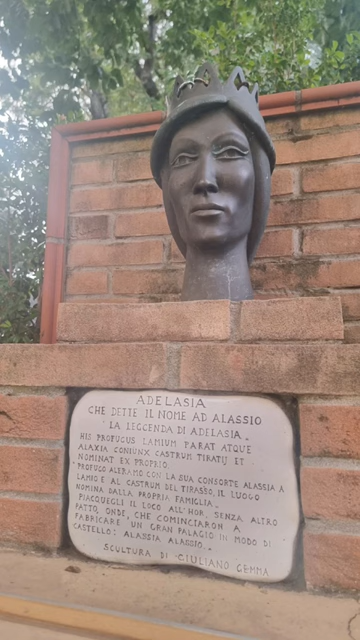 ADELASIA
CHE DETTE IL NOME AD ALASSIO
"LA LEGGENDA DI ADELASIA"
HIS PROFUCUS LAMIUM PARAT ATQUE
ALAXIA CONIUNX CASTRUM TIRATIJ ET
NOMINAT EX PROPRIO.
"PROFUGO ALERAMO CON LA SUA CONSORTE ALASSIA A
LAMIO E AL CASTRUM DEL TIRASSO, IL LUOGO
NOMINA DALLA PROPRIA FAMIGLIA."
PIACQUEGLI IL LOCO ALL'HOR, SENZA ALTRO
FATTO, ONDE, CHE COMINCIARON A
FABRICARE UN GRAN PALAGIO IN MODO DI
CASTELLO: ALASSIA ALASSIO..
SCULTURA DI GIULIANO GEMMA